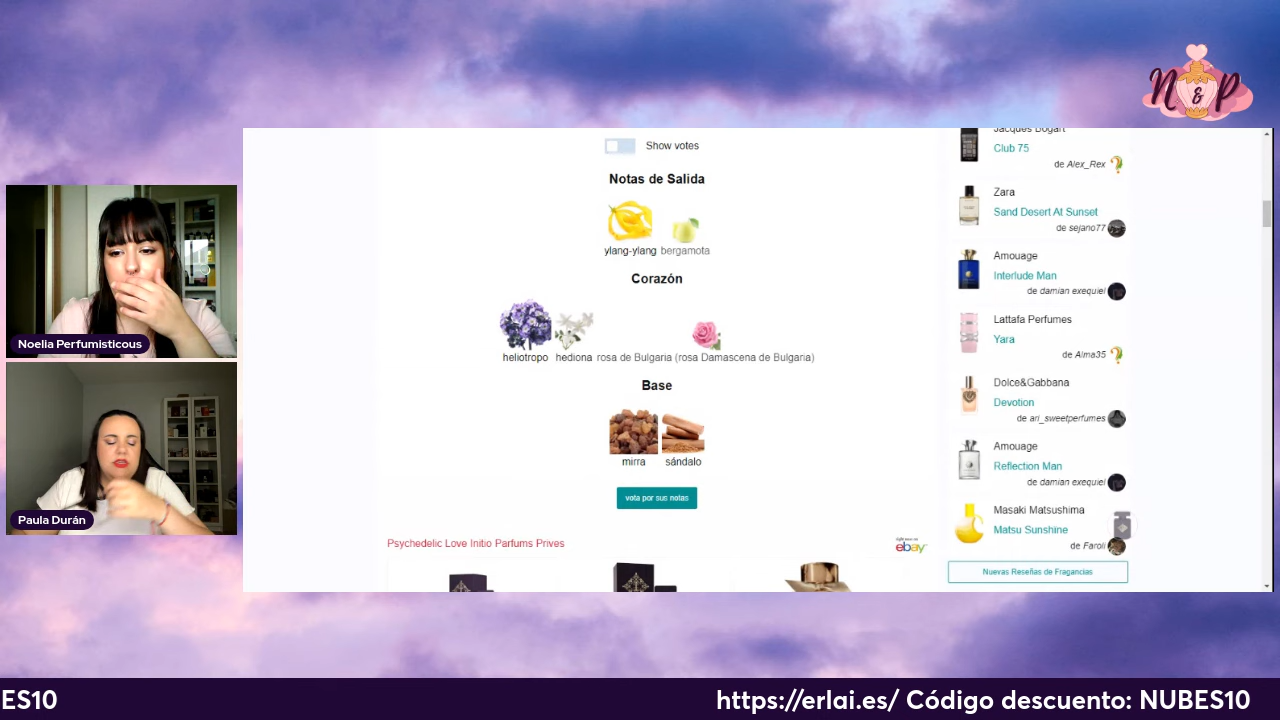 N & P
Noelia Perfumisticous
Paula Durán
Show votes
Notas de Salida
ylang-ylang bergamota
Corazón
heliotropo hediona rosa de Bulgaria (rosa Damascena de Bulgaria)
Base
mirra sándalo
vota por sus notas
Psychedelic Love Initio Parfums Prives
ebay
Jacques Bogart
Club 75
de Alex_Rex
Zara
Sand Desert At Sunset
de sejano77
Amouage
Interlude Man
de damian exequiel
Lattafa Perfumes
Yara
de Alma35
Dolce&Gabbana
Devotion
de ari_sweetperfumes
Amouage
Reflection Man
de damian exequiel
Masaki Matsushima
Matsu Sunshine
de Faroli
Nuevas Reseñas de Fragancias
ES10
https://erlai.es/ Código descuento: NUBES10